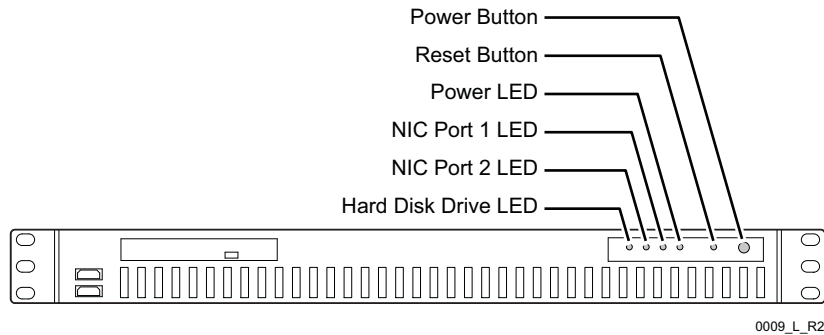 Power Button
Reset Button
Power LED
NIC Port 1 LED
NIC Port 2 LED
Hard Disk Drive LED
0009_L_R2